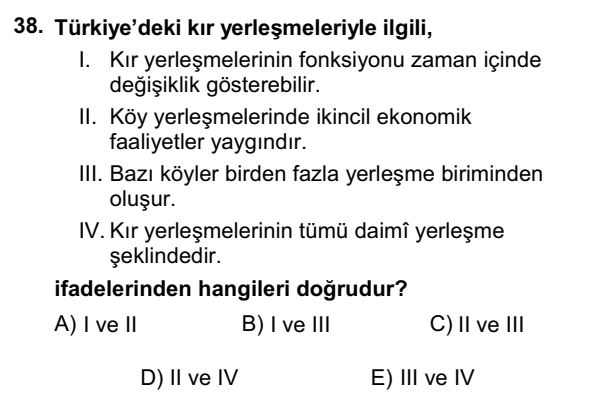 38. Türkiye’deki kır yerleşmeleriyle ilgili,
I. Kır yerleşmelerinin fonksiyonu zaman içinde
değişiklik gösterebilir.
II. Köy yerleşmelerinde ikincil ekonomik
faaliyetler yaygındır.
III. Bazı köyler birden fazla yerleşme biriminden
oluşur.
IV. Kır yerleşmelerinin tümü daimî yerleşme
şeklindedir.
ifadelerinden hangileri doğrudur?
A) I ve II B) I ve III C) II ve III
D) II ve IV E) III ve IV